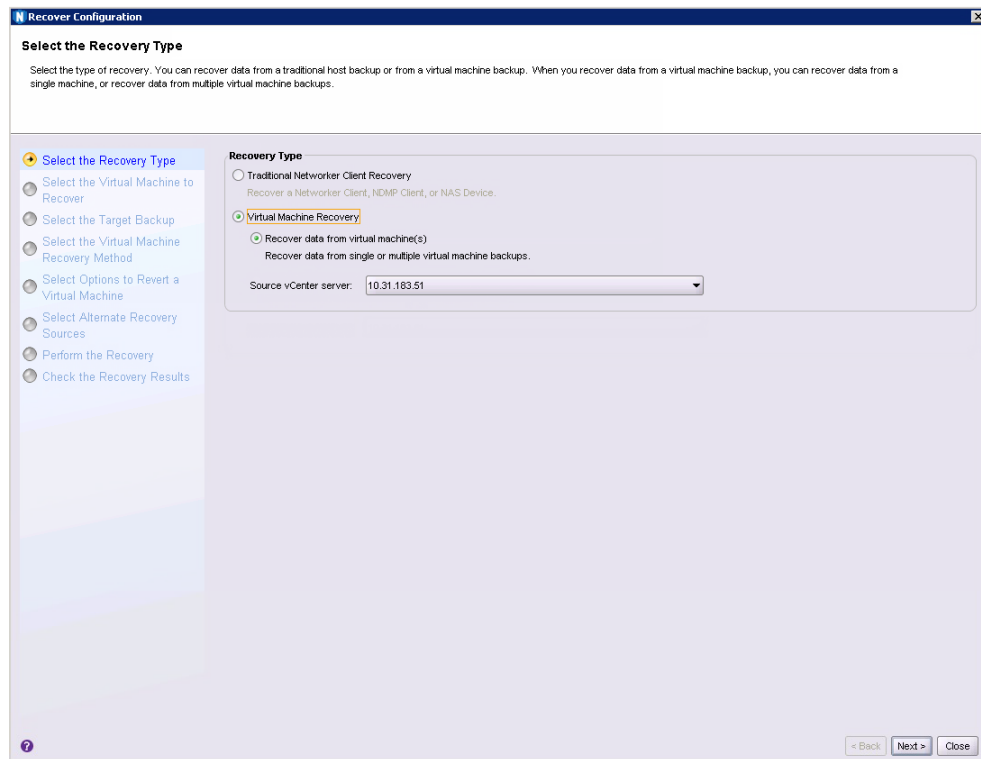 N Recover Configuration
Select the Recovery Type
Select the type of recovery. You can recover data from a traditional host backup or from a virtual machine backup. When you recover data from a virtual machine backup, you can recover data from a
single machine, or recover data from multiple virtual machine backups.
Select the Recovery Type
Select the Virtual Machine to
Recover
Select the Target Backup
Select the Virtual Machine
Recovery Method
Select Options to Revert a
Virtual Machine
Select Alternate Recovery
Sources
Perform the Recovery
Check the Recovery Results
Recovery Type
Traditional Networker Client Recovery
Recover a Networker Client, NDMP Client, or NAS Device.
Virtual Machine Recovery
Recover data from virtual machine(s)
Recover data from single or multiple virtual machine backups.
Source vCenter server: 10.31.183.51
?
< Back Next > Close